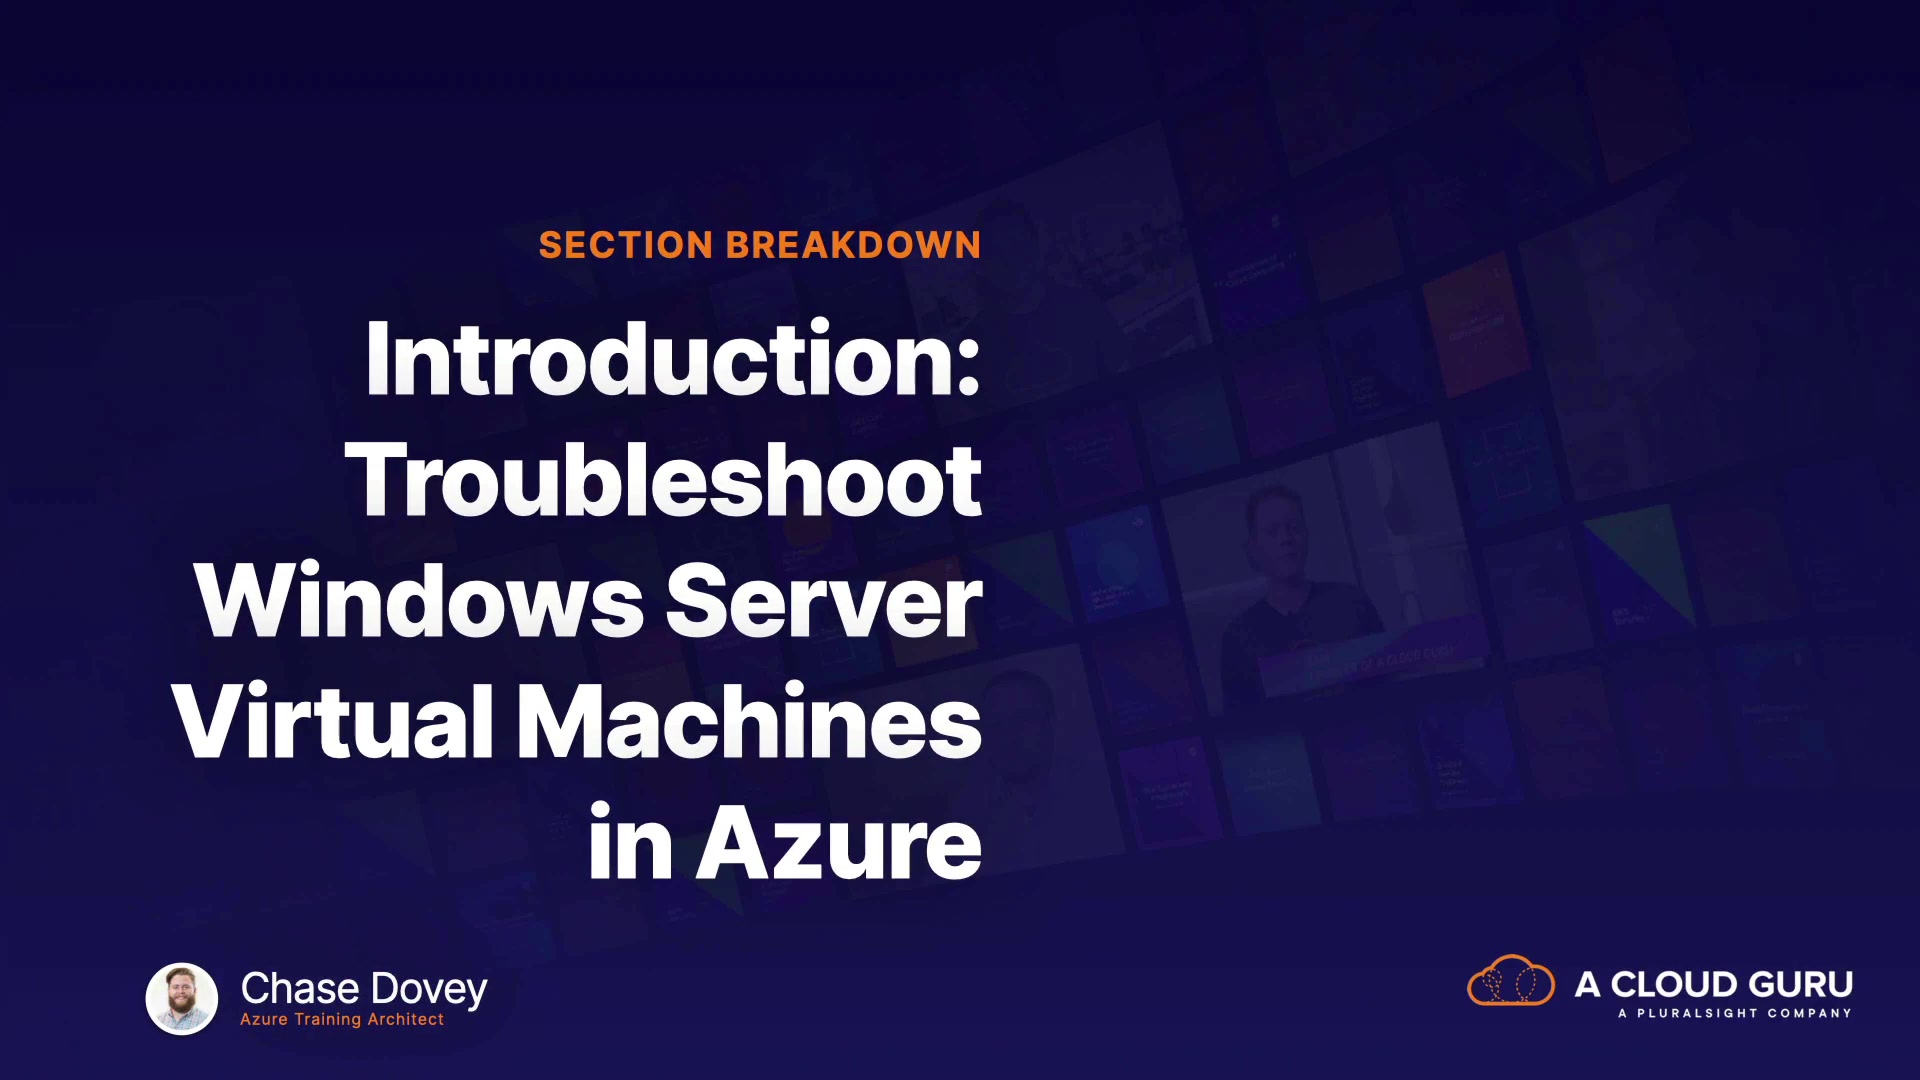 SECTION BREAKDOWN
Introduction:
Troubleshoot
Windows Server
Virtual Machines
in Azure
Chase Dovey
Azure Training Architect
A CLOUD GURU
A PLURALSIGHT COMPANY